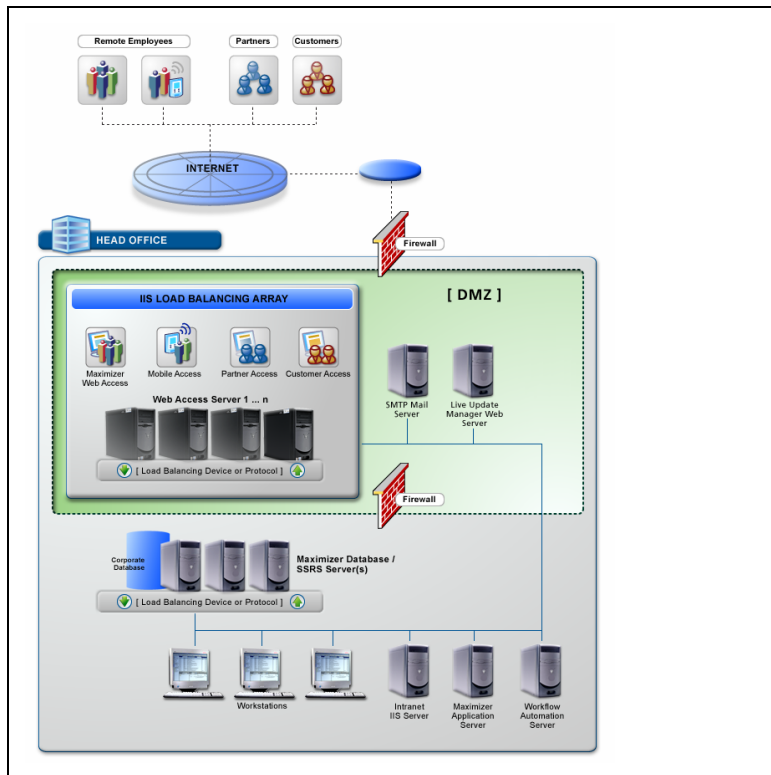 Remote Employees
Partners
Customers
INTERNET
HEAD OFFICE
Firewall
IIS LOAD BALANCING ARRAY
[ DMZ ]
Maximizer
Web Access
Mobile Access
Partner Access
Customer Access
SMTP Mail
Server
Live Update
Manager Web
Server
Web Access Server 1 ... n
[ Load Balancing Device or Protocol ]
Firewall
Corporate
Database
Maximizer Database /
SSRS Server(s)
[ Load Balancing Device or Protocol ]
Workstations
Intranet
IIS Server
Maximizer
Application
Server
Workflow
Automation
Server